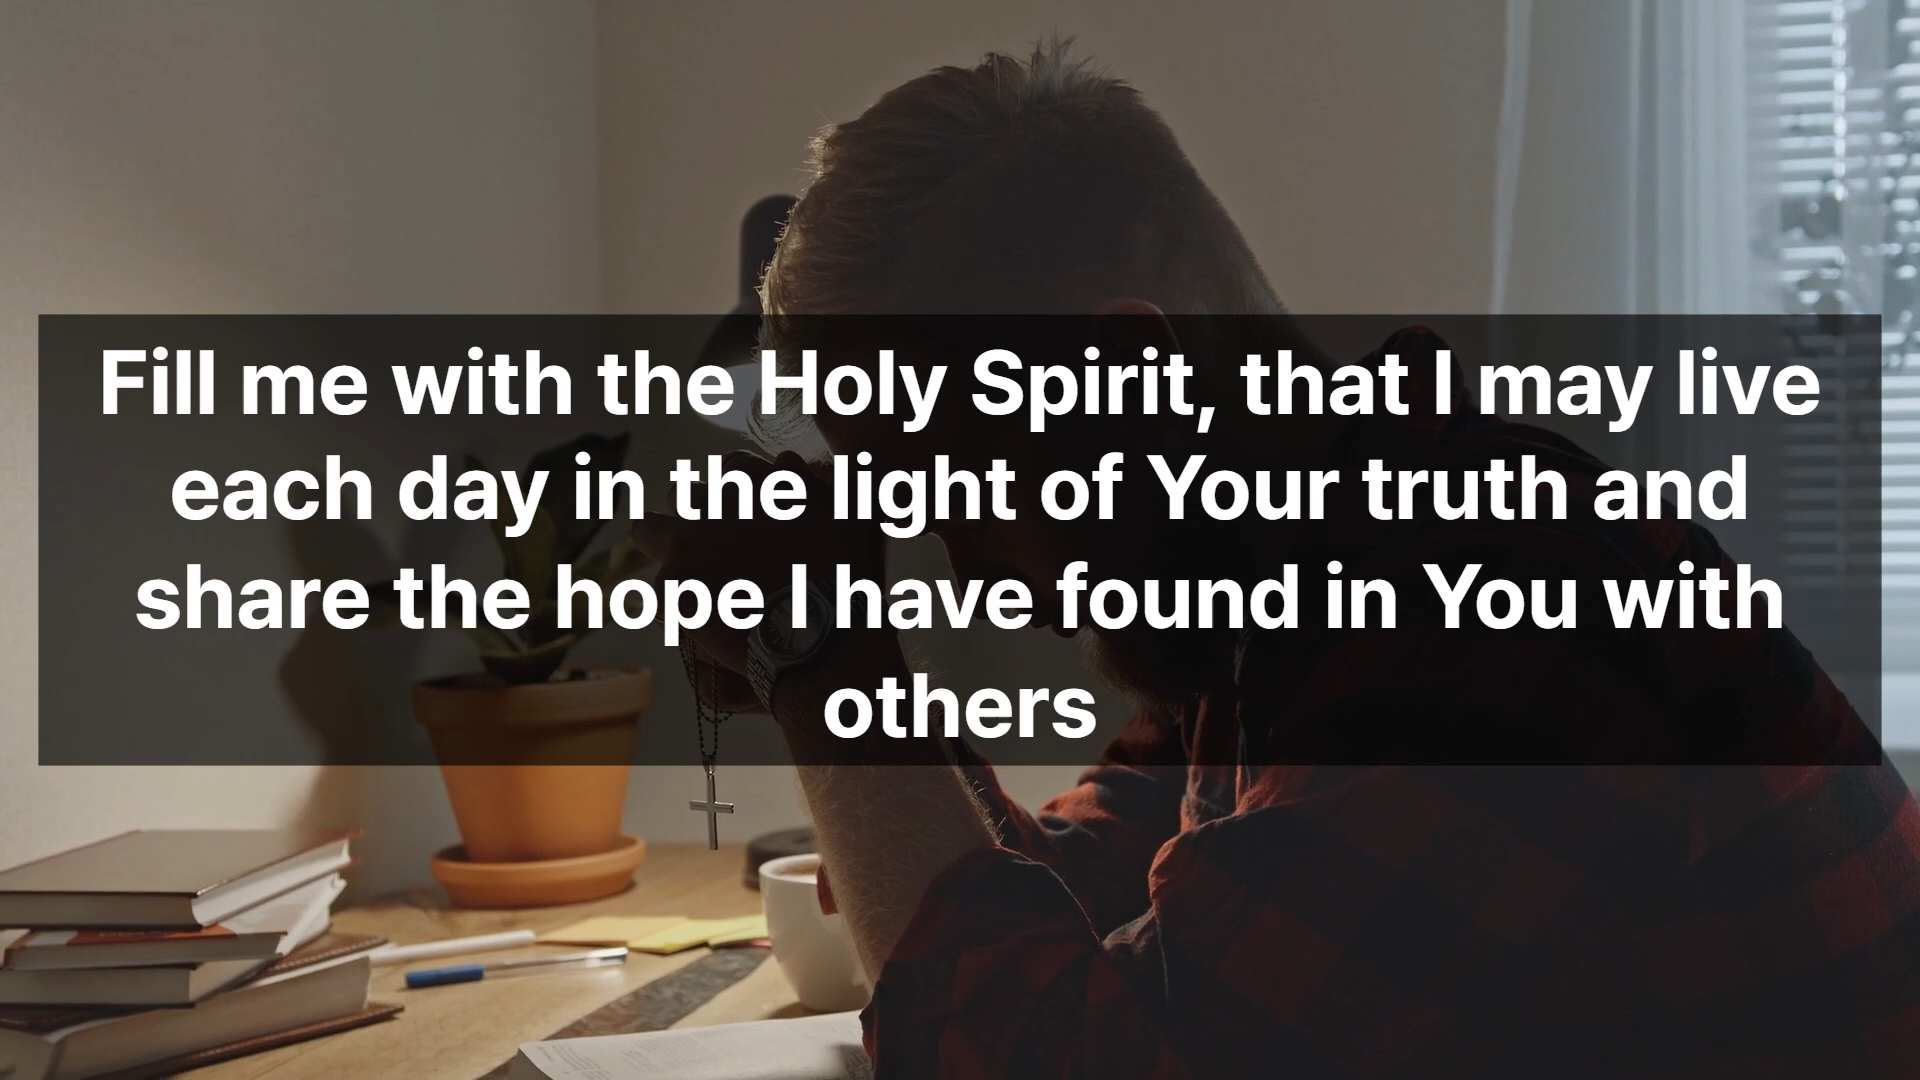 Fill me with the Holy Spirit, that I may live
each day in the light of Your truth and
share the hope I have found in You with
others